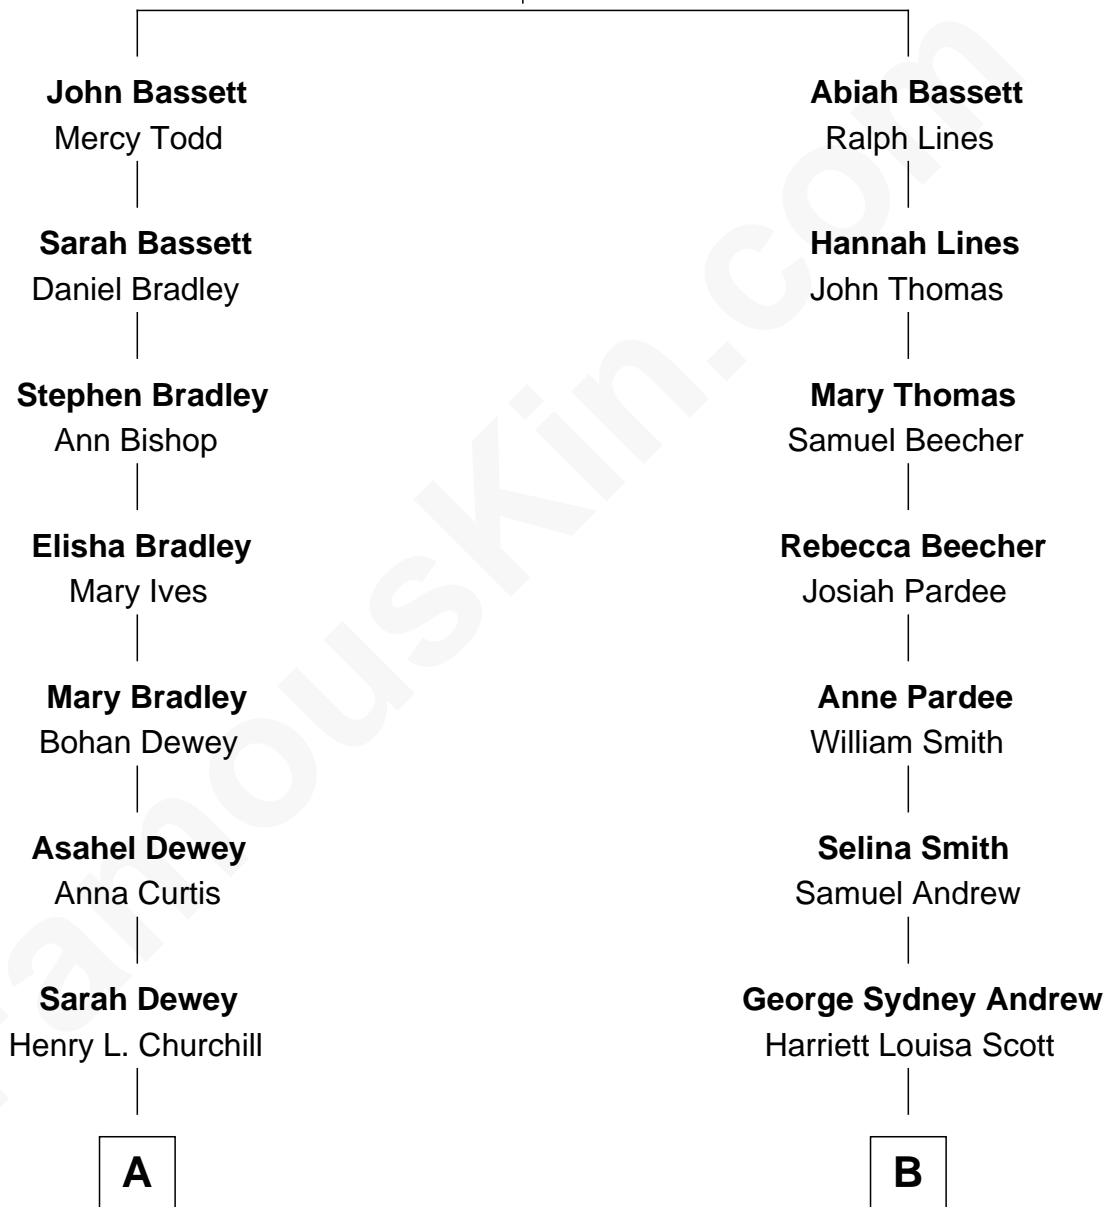 John Bassett
Mercy Todd
Abiah Bassett
Ralph Lines
Sarah Bassett
Daniel Bradley
Hannah Lines
John Thomas
Stephen Bradley
Ann Bishop
Mary Thomas
Samuel Beecher
Elisha Bradley
Mary Ives
Rebecca Beecher
Josiah Pardee
Mary Bradley
Bohan Dewey
Anne Pardee
William Smith
Asahel Dewey
Anna Curtis
Selina Smith
Samuel Andrew
Sarah Dewey
Henry L. Churchill
George Sydney Andrew
Harriett Louisa Scott
A
B
FamousKin.com